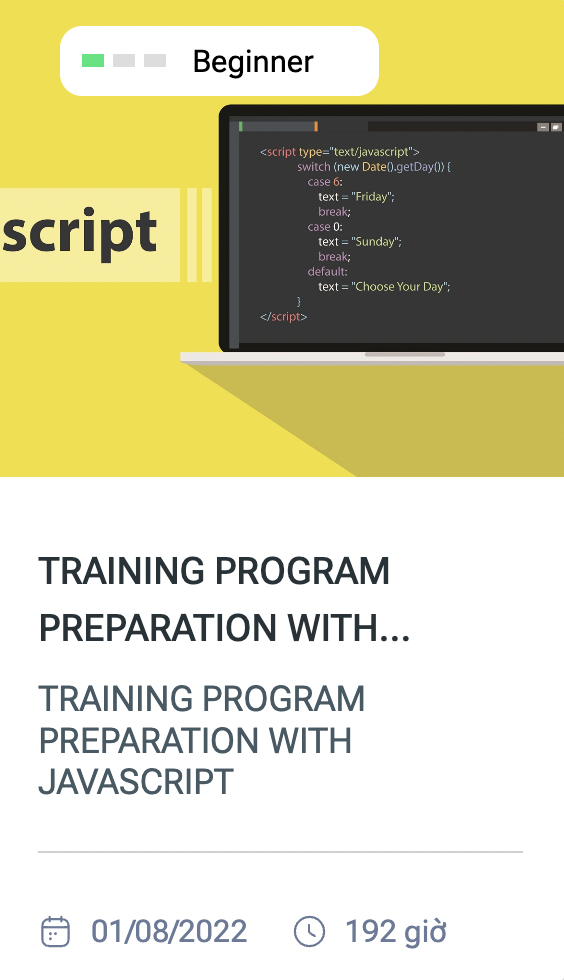 Beginner
script
<script type="text/javascript">
switch (new Date().getDay()) {
case 6:
text = "Friday";
break;
case 0:
text = "Sunday";
break;
default:
text = "Choose Your Day";
}
</script>
TRAINING PROGRAM
PREPARATION WITH...
TRAINING PROGRAM
PREPARATION WITH
JAVASCRIPT
01/08/2022
192 giờ